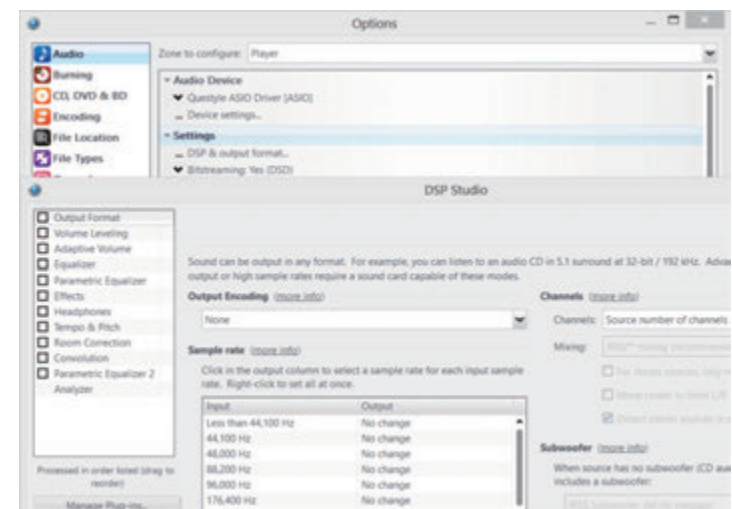 Options
Audio
Burning
CD, DVD & BD
Encoding
File Location
File Types
Zone to configure: Player
Audio Device
Questyle ASIO Driver [ASIO]
Device settings...
Settings
DSP & output format...
Bitstreaming: Yes (DSD)
DSP Studio
Output Format
Volume Leveling
Adaptive Volume
Equalizer
Parametric Equalizer
Effects
Headphones
Tempo & Pitch
Room Correction
Convolution
Parametric Equalizer 2
Analyzer
Processed in order listed (drag to
reorder)
Manage Plug-ins...
Sound can be output in any format. For example, you can listen to an audio CD in 5.1 surround at 32-bit / 192 kHz. Advan
output or high sample rates require a sound card capable of these modes.
Output Encoding (more info)
None
Sample rate (more info)
Click in the output column to select a sample rate for each input sample
rate. Right-click to set all at once.
Input Output
Less than 44,100 Hz No change
44,100 Hz No change
48,000 Hz No change
88,200 Hz No change
96,000 Hz No change
176,400 Hz No change
Channels (more info)
Channels: Source number of channels
Mixing:
Subwoofer (more info)
When source has no subwoofer (CD aud
includes a subwoofer: